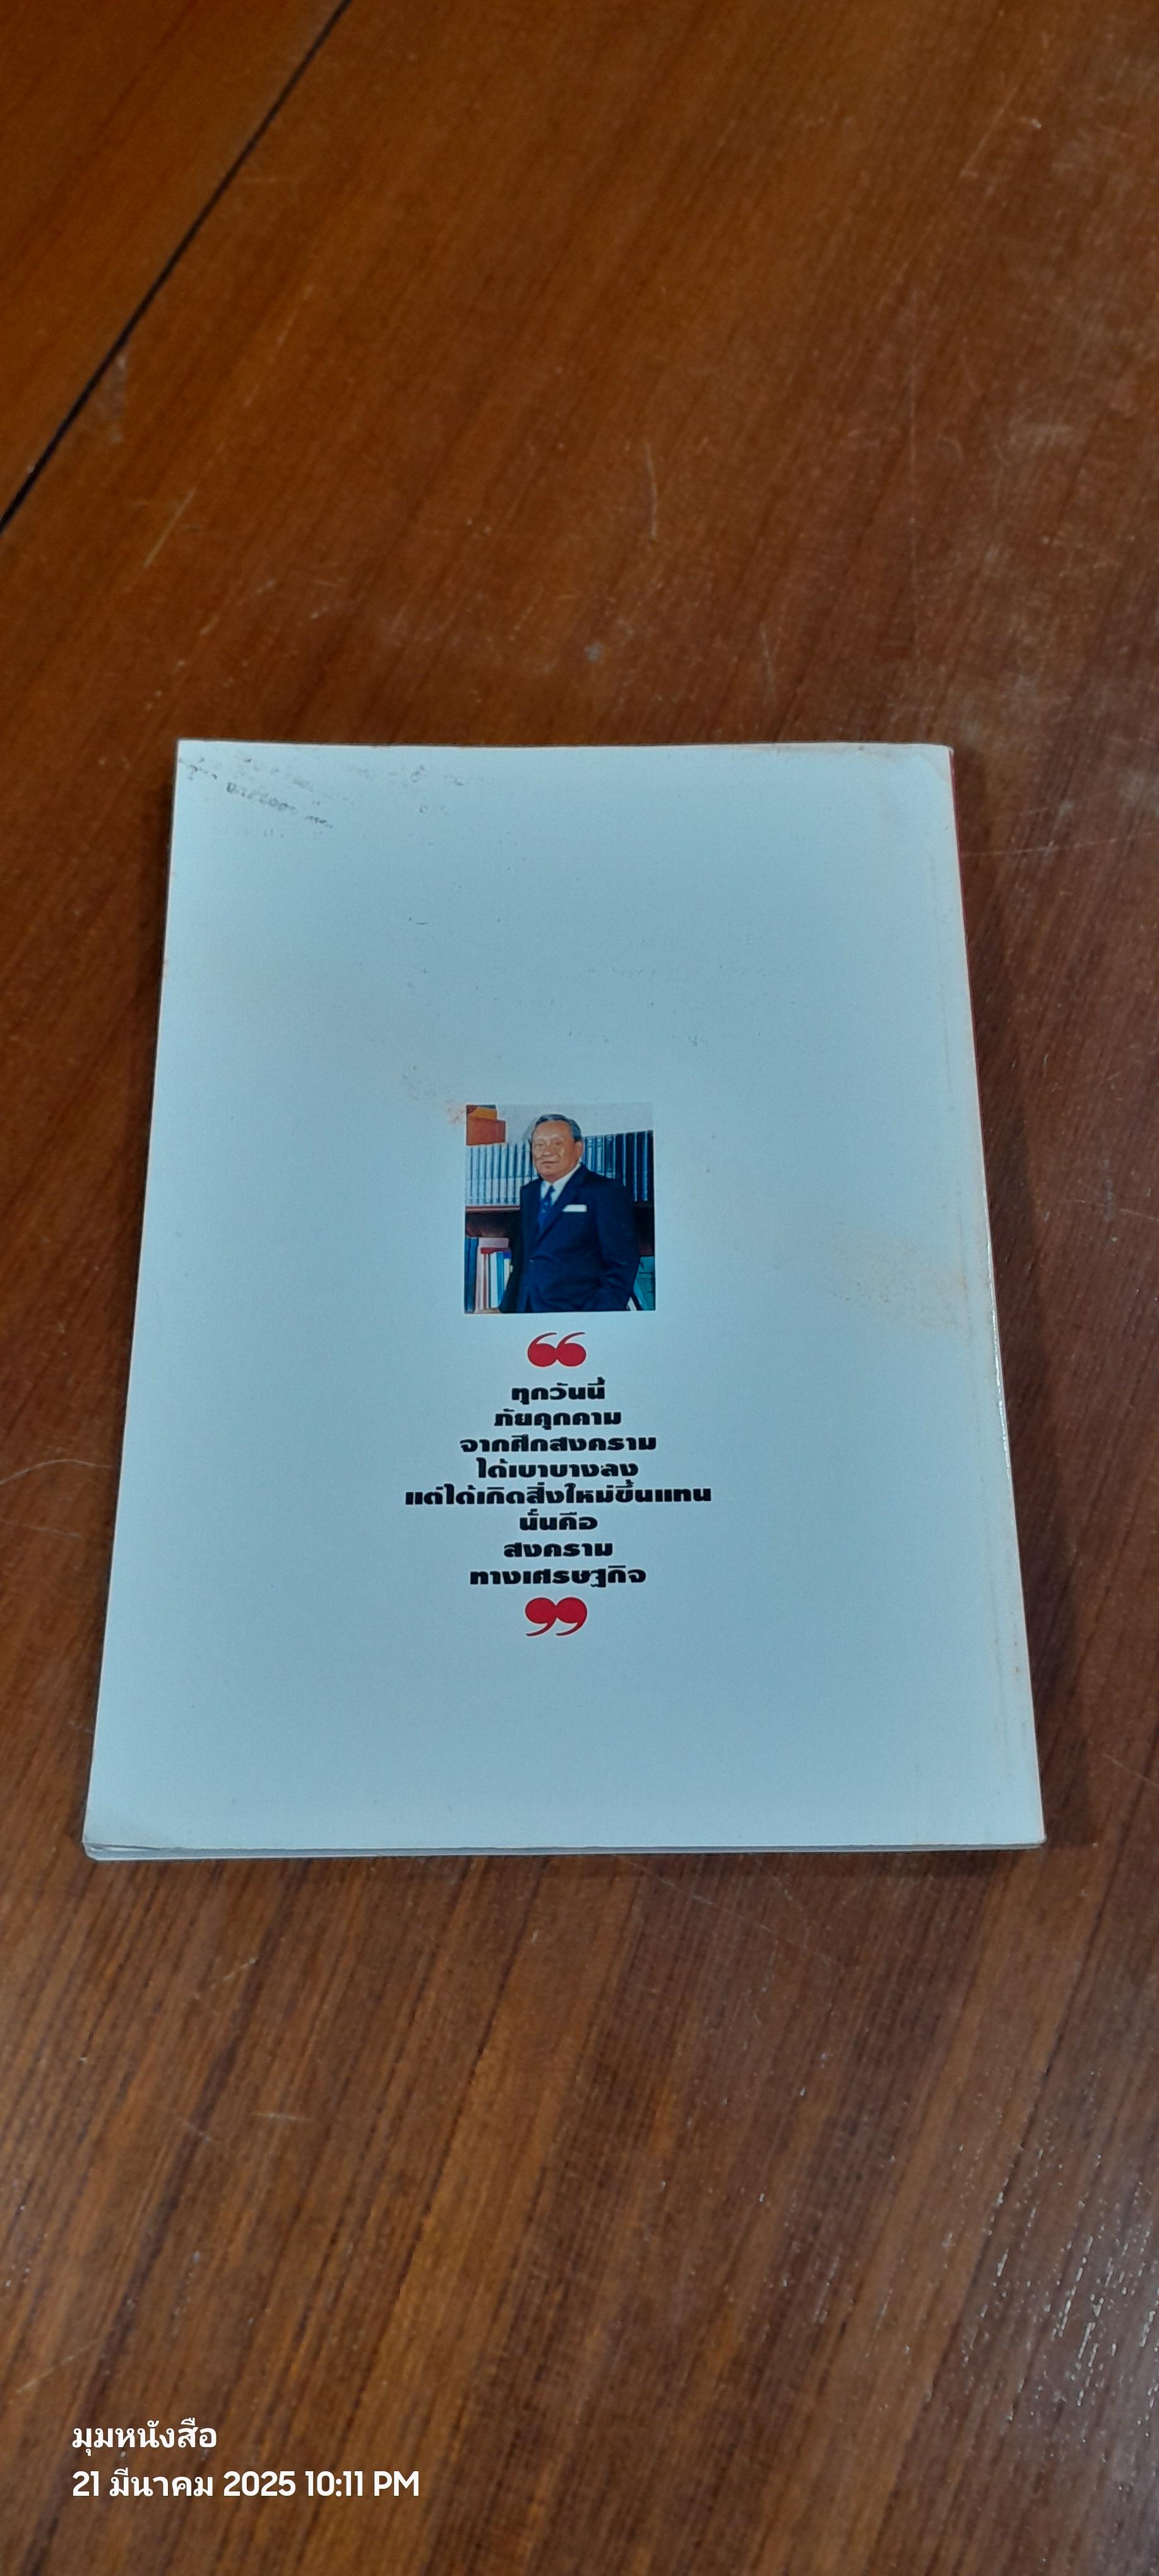 “
ทุกวันนี้
ภัยคุกคาม
จากศึกสงคราม
ได้เบาบางลง
แต่ได้เกิดสิ่งใหม่ขึ้นแทน
นั่นคือ
สงคราม
ทางเศรษฐกิจ
”
มุมหนังสือ
21 มีนาคม 2025 10:11 PM